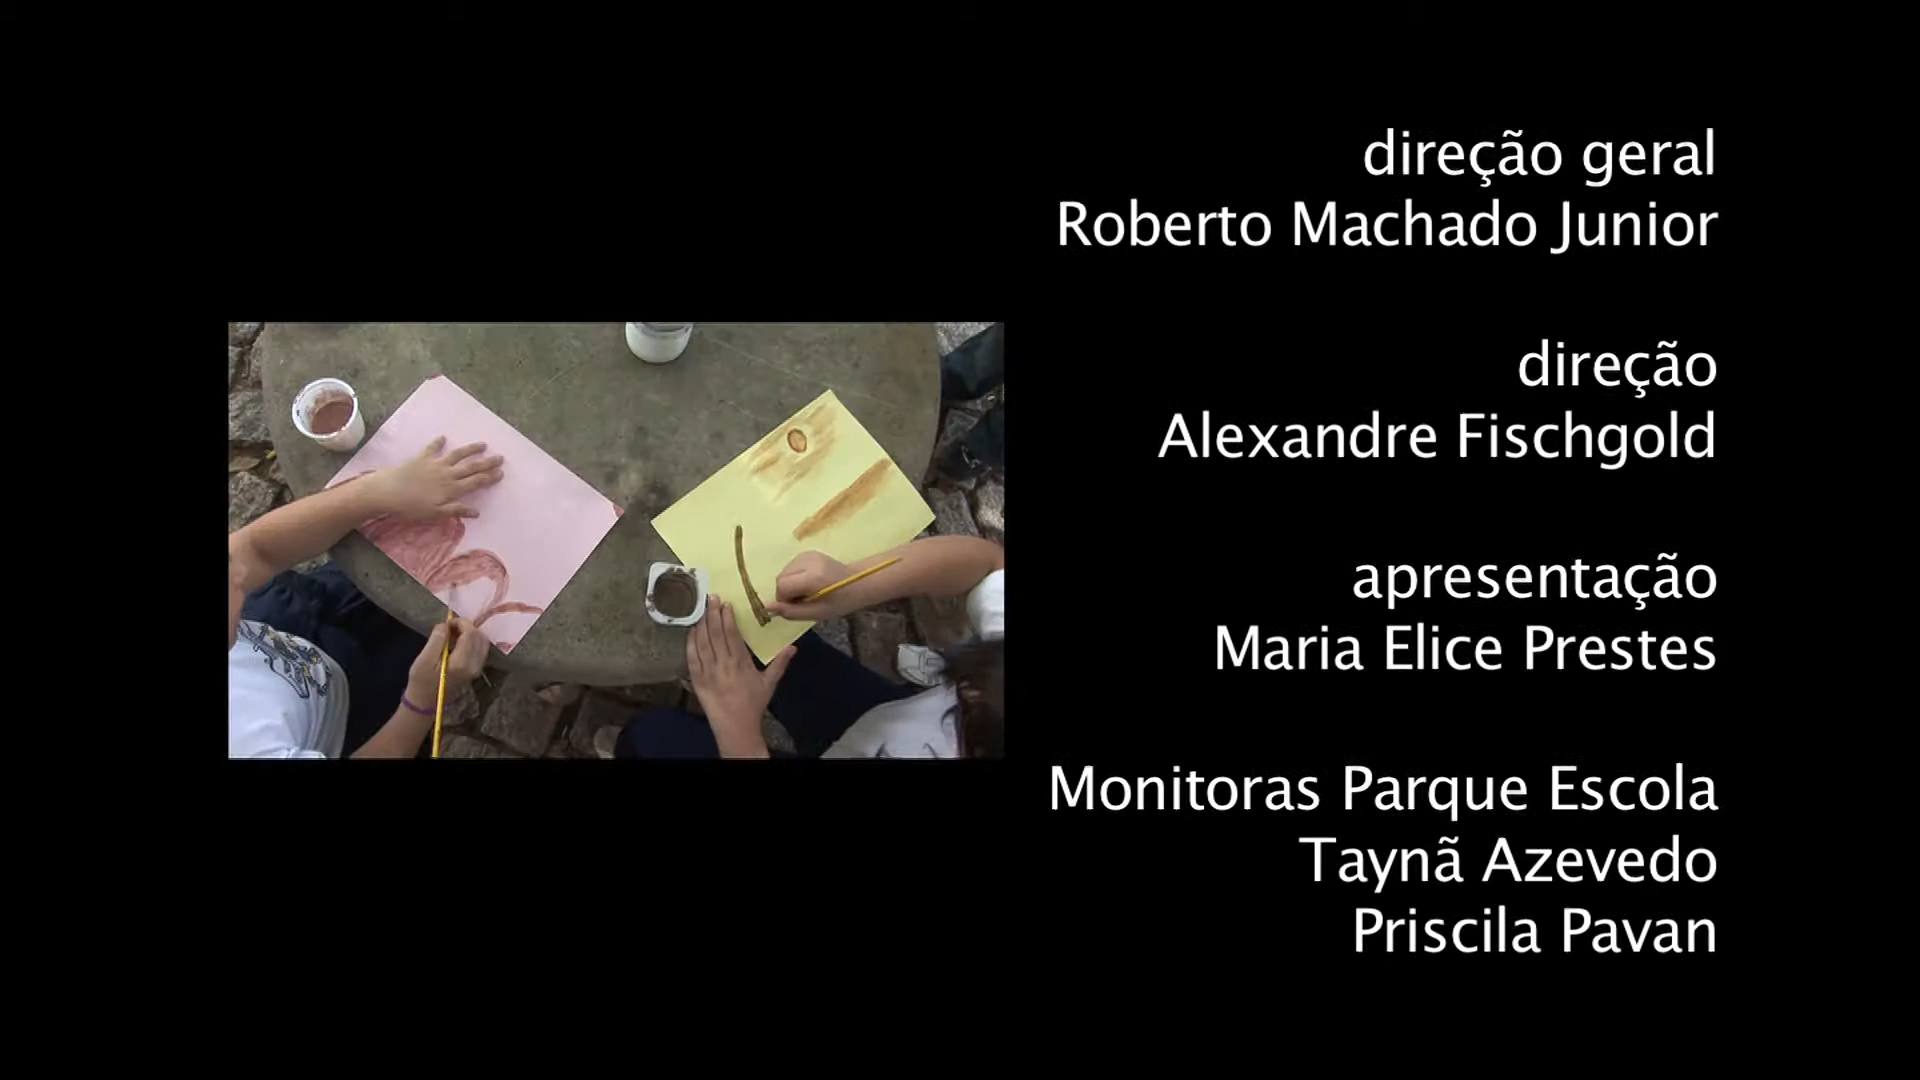 direção geral
Roberto Machado Junior
direção
Alexandre Fischgold
apresentação
Maria Elice Prestes
Monitoras Parque Escola
Taynã Azevedo
Priscila Pavan